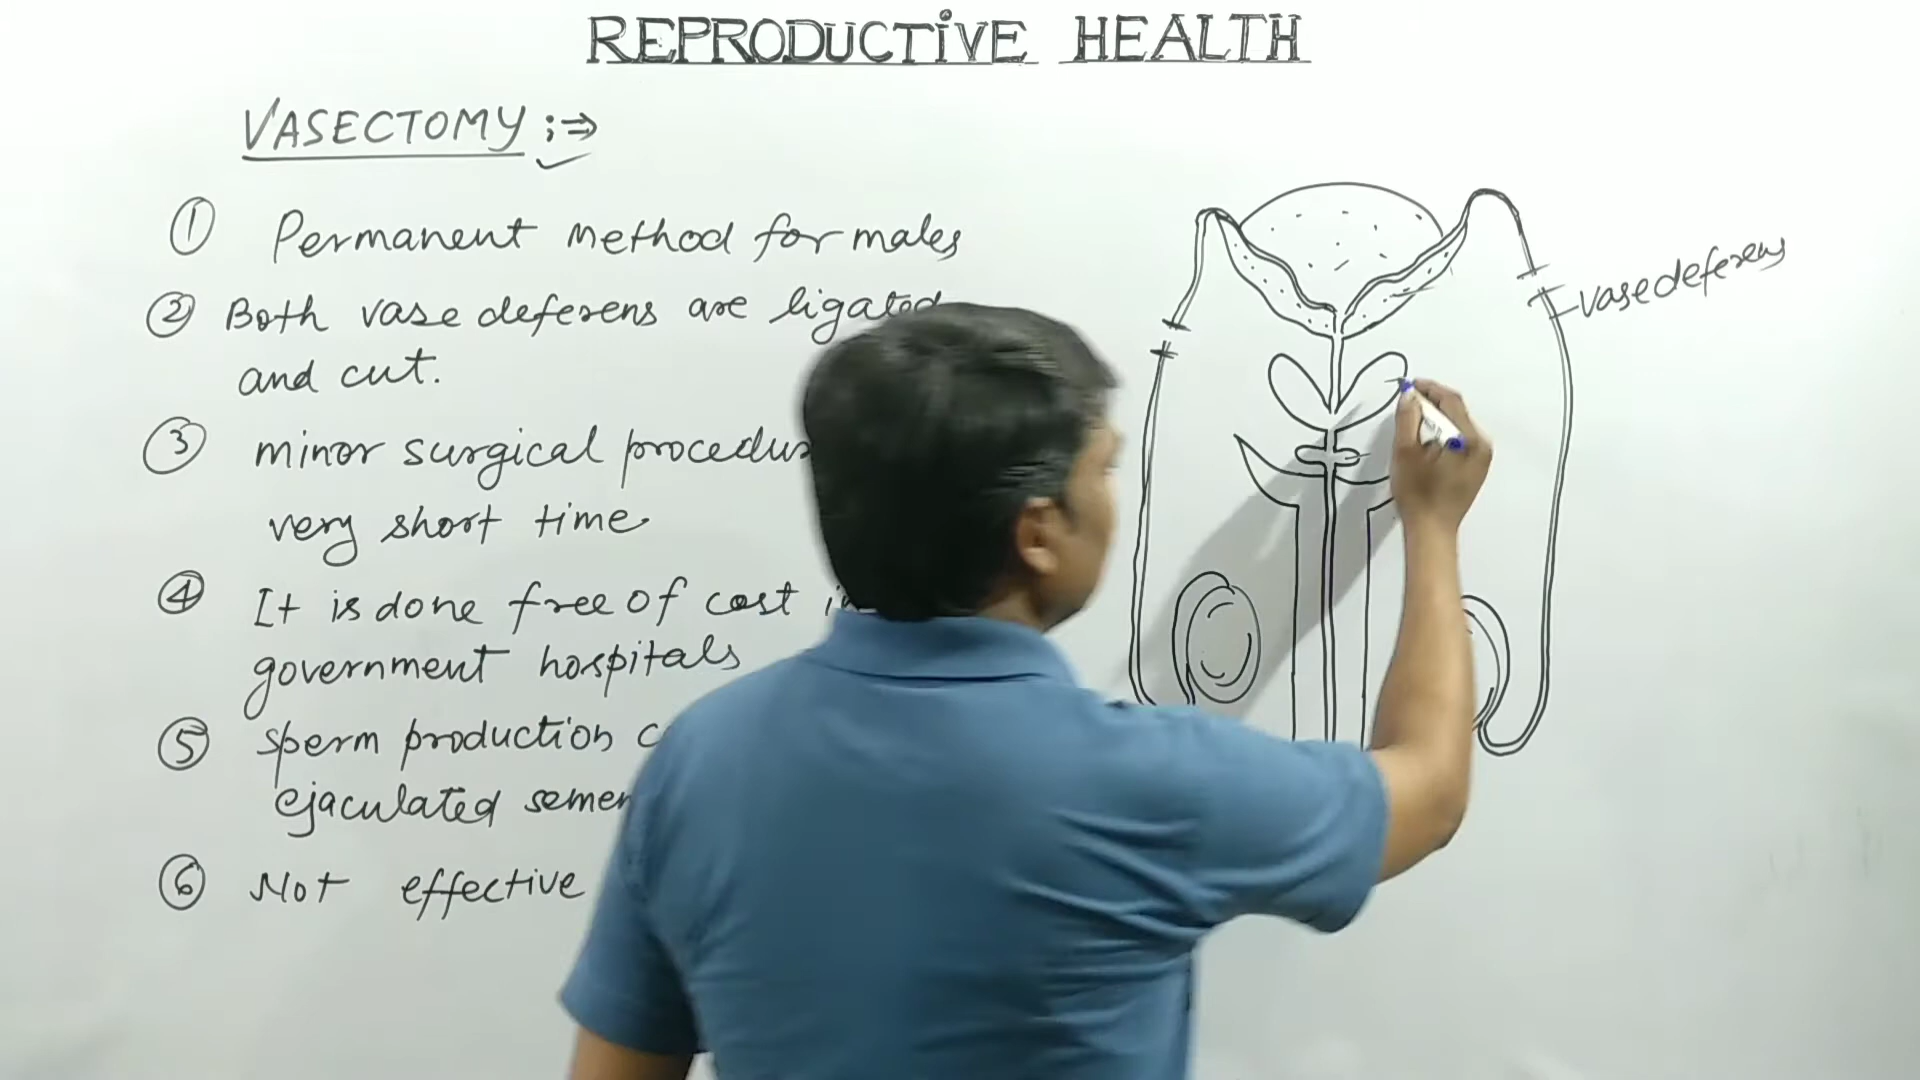 REPRODUCTIVE HEALTH
VASECTOMY :⇒
① Permanent method for males
② Both vase deferens are ligated
and cut.
③ minor surgical
very short time
④ It is done free of cost
government hospitals
⑤ sperm production
ejaculated
⑥ Not effective
vasedeferens